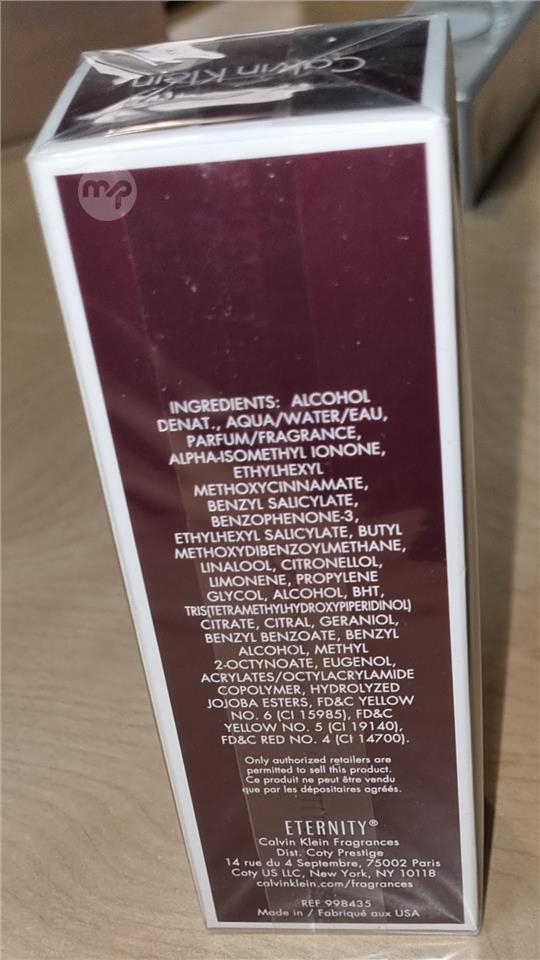 Calvin Klein
mp
INGREDIENTS: ALCOHOL
DENAT., AQUA/WATER/EAU,
PARFUM/FRAGRANCE,
ALPHA-ISOMETHYL IONONE,
ETHYLHEXYL
METHOXYCINNAMATE,
BENZYL SALICYLATE,
BENZOPHENONE-3,
ETHYLHEXYL SALICYLATE, BUTYL
METHOXYDIBENZOYLMETHANE,
LINALOOL, CITRONELLOL,
LIMONENE, PROPYLENE
GLYCOL, ALCOHOL, BHT,
TRIS(TETRAMETHYLHYDROXYPIPERIDINOL)
CITRATE, CITRAL, GERANIOL,
BENZYL BENZOATE, BENZYL
ALCOHOL, METHYL
2-OCTYNOATE, EUGENOL,
ACRYLATES/OCTYLACRYLAMIDE
COPOLYMER, HYDROLYZED
JOJOBA ESTERS, FD&C YELLOW
NO. 6 (CI 15985), FD&C
YELLOW NO. 5 (CI 19140),
FD&C RED NO. 4 (CI 14700).
Only authorized retailers are
permitted to sell this product.
Ce produit ne peut être vendu
que par les dépositaires agréés.
ETERNITY®
Calvin Klein Fragrances
Dist. Coty Prestige
14 rue du 4 Septembre, 75002 Paris
Coty US LLC, New York, NY 10118
calvinklein.com/fragrances
REF 998435
Made in / Fabriqué aux USA